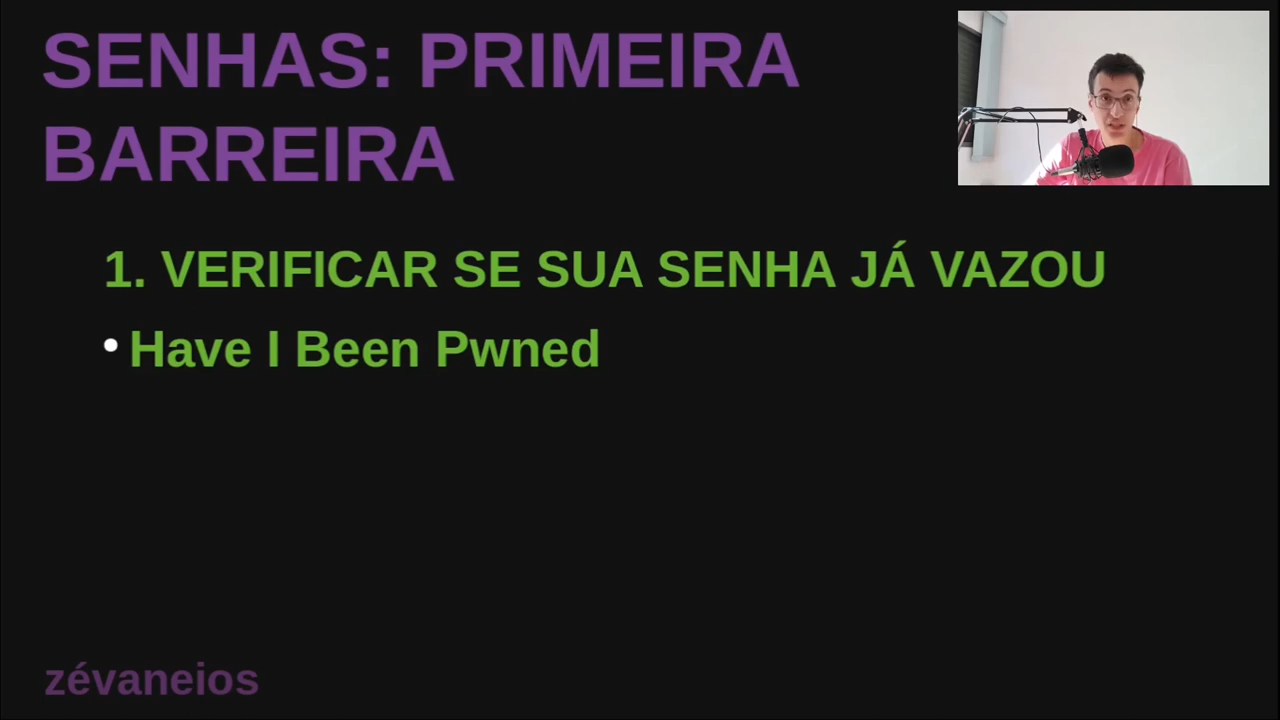 SENHAS: PRIMEIRA
BARREIRA
1. VERIFICAR SE SUA SENHA JÁ VAZOU
• Have I Been Pwned
zévaneios